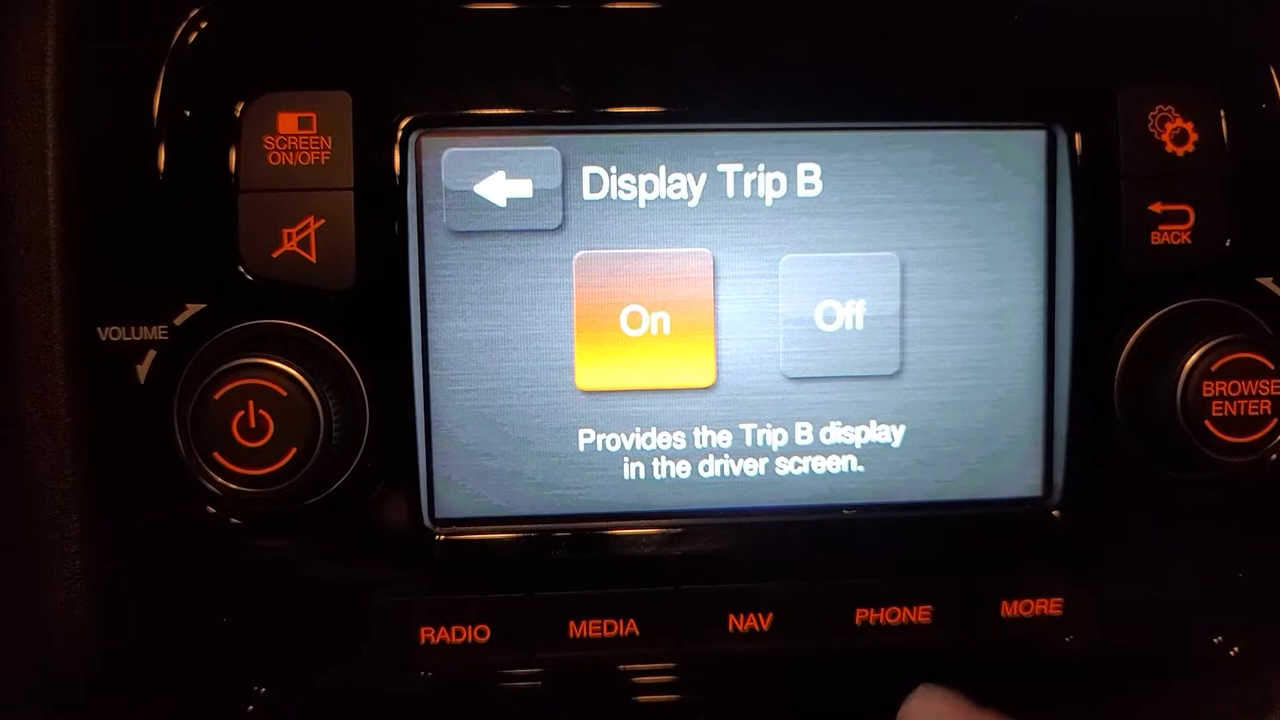 SCREEN
ON/OFF
Display Trip B
BACK
On
Off
VOLUME
BROWSE
ENTER
Provides the Trip B display
in the driver screen.
RADIO
MEDIA
NAV
PHONE
MORE